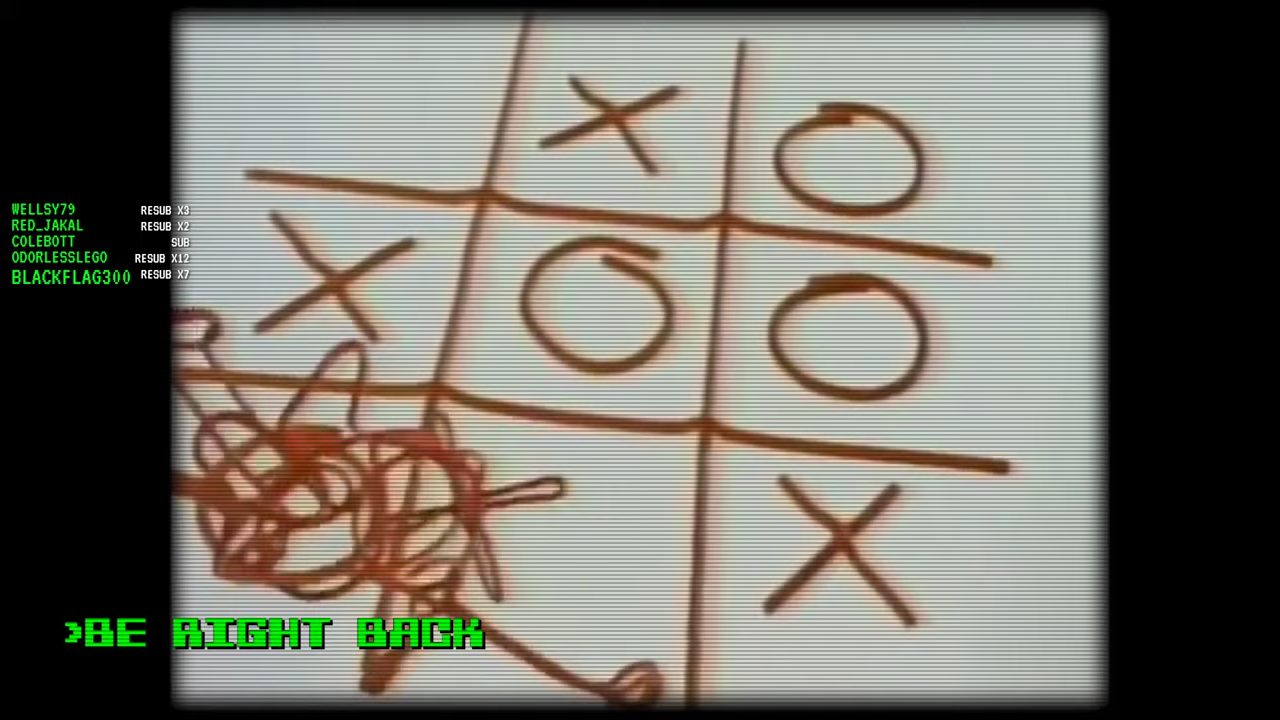 WELLSY79 RESUB X3
RED_JAKAL RESUB X2
COLEBOTT SUB
ODORLESSLEGO RESUB X12
BLACKFLAG300 RESUB X7
X O
X O O
X
>BE RIGHT BACK